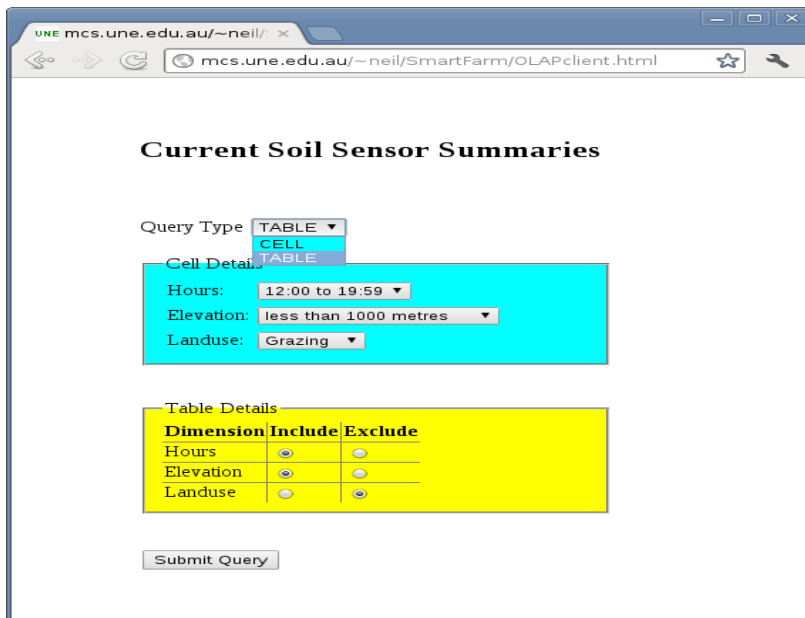 UNE mcs.une.edu.au/~neil/
mcs.une.edu.au/~neil/SmartFarm/OLAPclient.html
Current Soil Sensor Summaries
Query Type TABLE
CELL
TABLE
Cell Details
Hours: 12:00 to 19:59
Elevation: less than 1000 metres
Landuse: Grazing
Table Details
Dimension Include Exclude
Hours
Elevation
Landuse
Submit Query